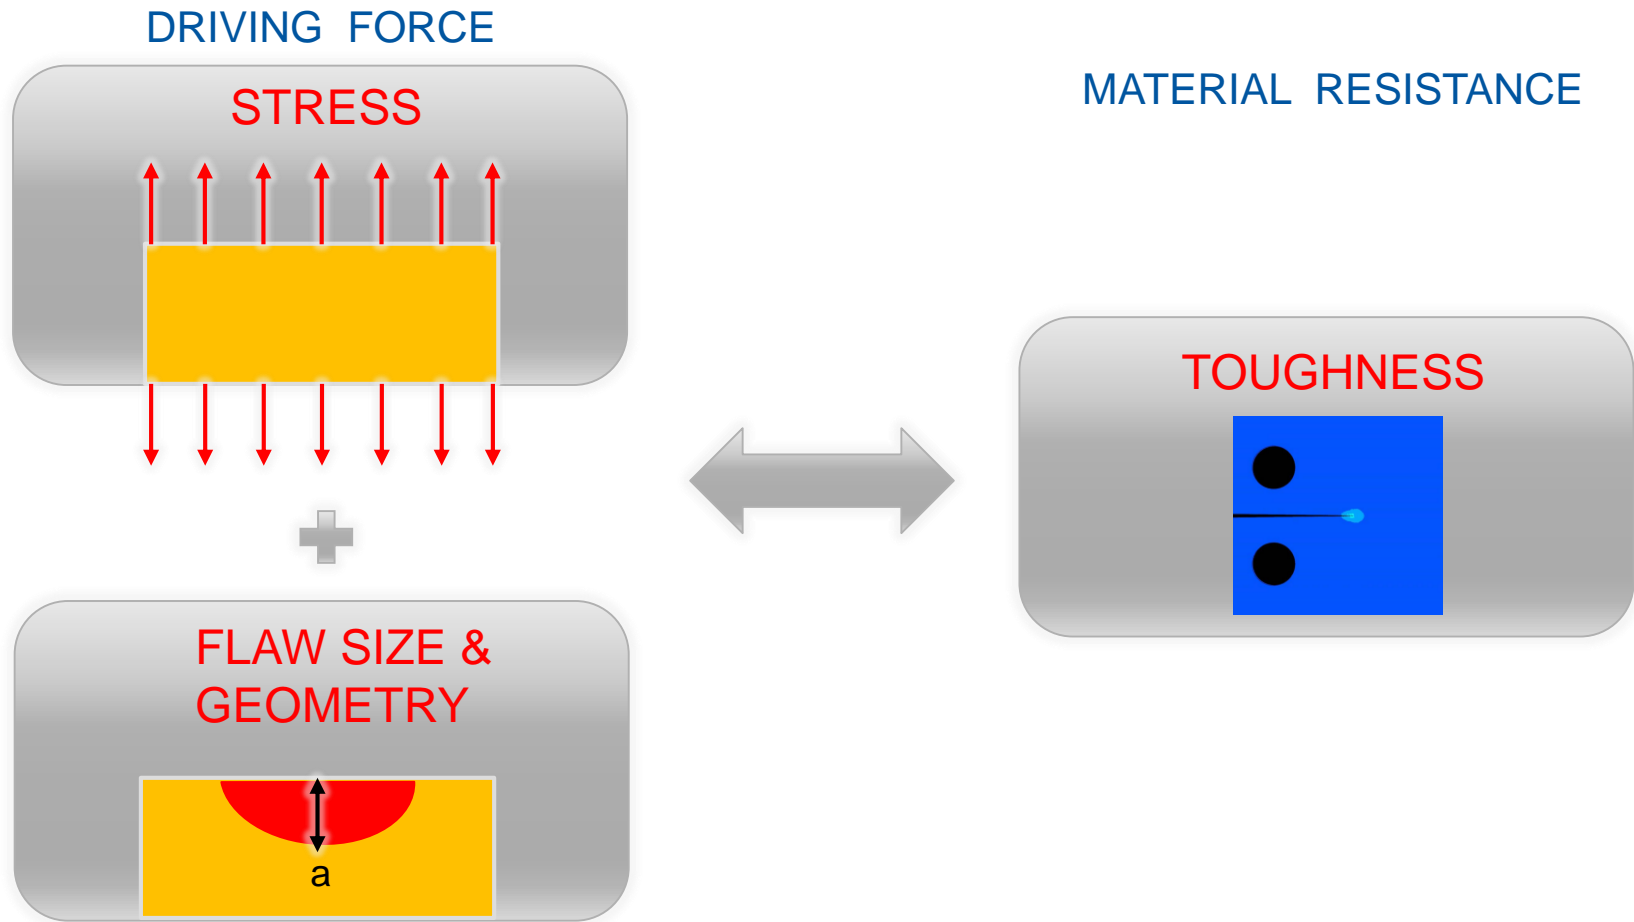 DRIVING FORCE
STRESS
MATERIAL RESISTANCE
TOUGHNESS
FLAW SIZE &
GEOMETRY
a